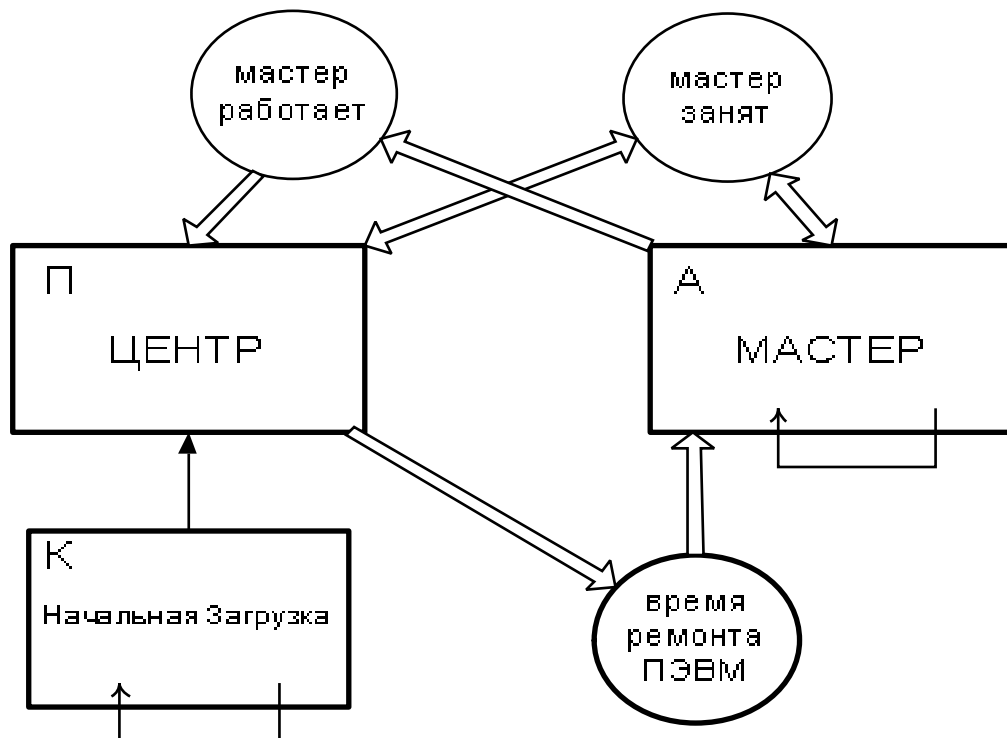 мастер
работает
мастер
занят
П
ЦЕНТР
А
МАСТЕР
К
Начальная Загрузка
время
ремонта
ПЭВМ